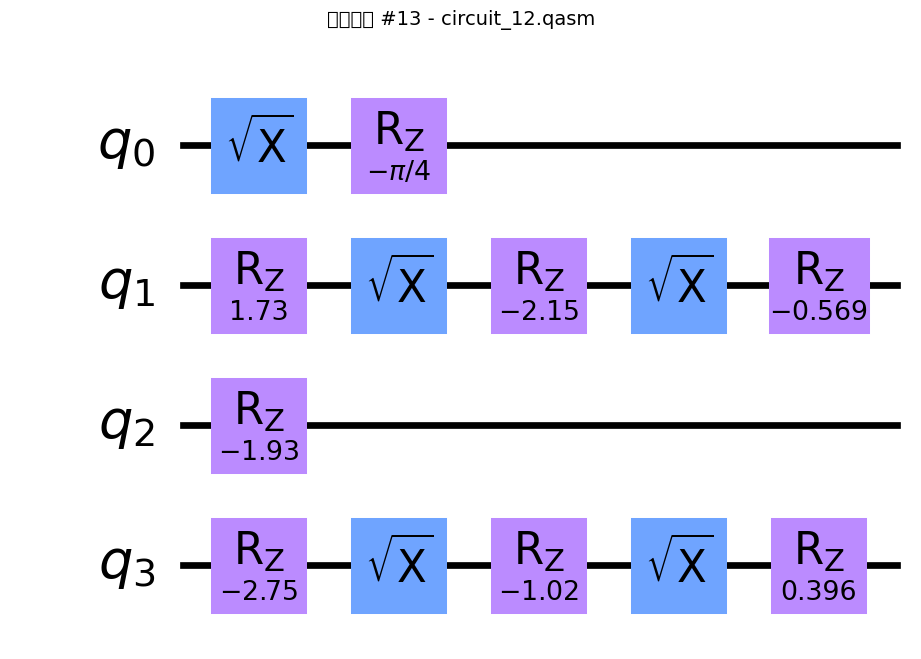 #13 - circuit_12.qasm
q0 √X RZ −π/4
q1 RZ 1.73 √X RZ −2.15 √X RZ −0.569
q2 RZ −1.93
q3 RZ −2.75 √X RZ −1.02 √X RZ 0.396